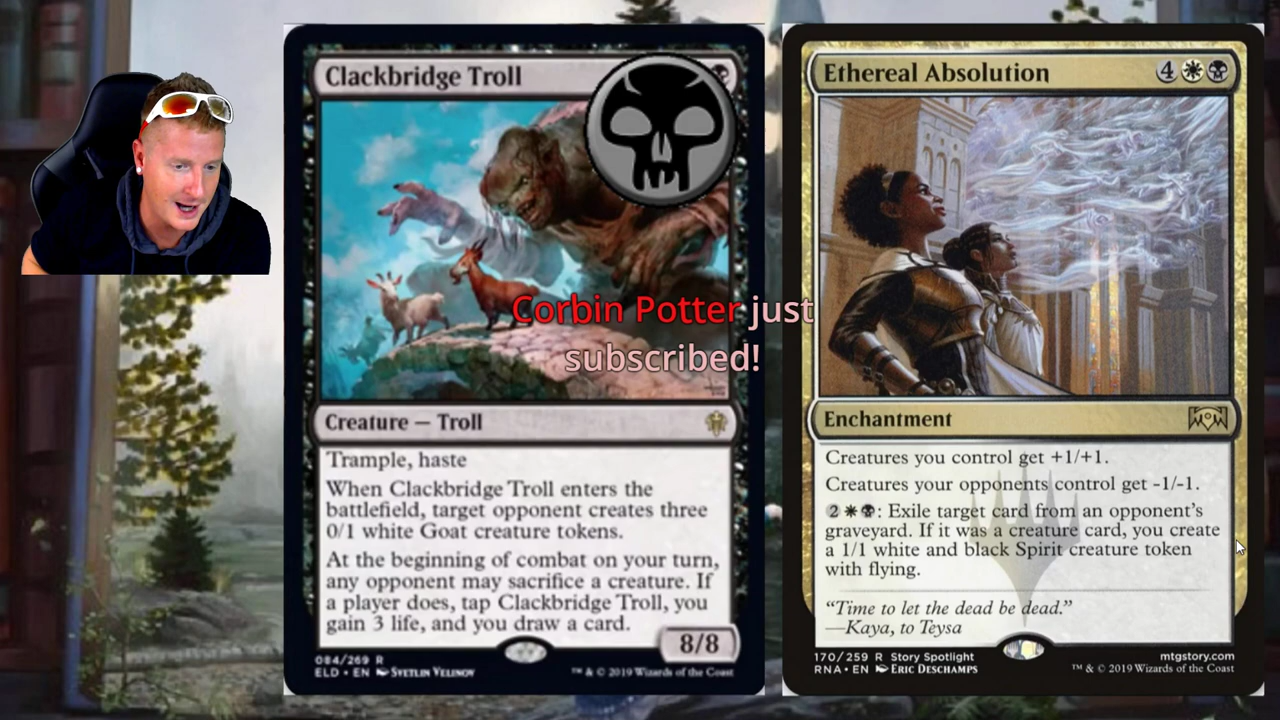 Clackbridge Troll
Trample, haste
When Clackbridge Troll enters the
battlefield, target opponent creates three
0/1 white Goat creature tokens.
At the beginning of combat on your turn,
any opponent may sacrifice a creature. If
a player does, tap Clackbridge Troll, you
gain 3 life, and you draw a card.
Creature — Troll
8/8
084/269 R
ELD • EN Svetlin Velinov
™ & © 2019 Wizards of the Coast
Corbin Potter just
subscribed!
Ethereal Absolution
4
Enchantment
Creatures you control get +1/+1.
Creatures your opponents control get -1/-1.
2 : Exile target card from an opponent's
graveyard. If it was a creature card, you create
a 1/1 white and black Spirit creature token
with flying.
“Time to let the dead be dead.”
—Kaya, to Teysa
170/259 R Story Spotlight
RNA • EN Eric Deschamps
mtgstory.com
™ & © 2019 Wizards of the Coast